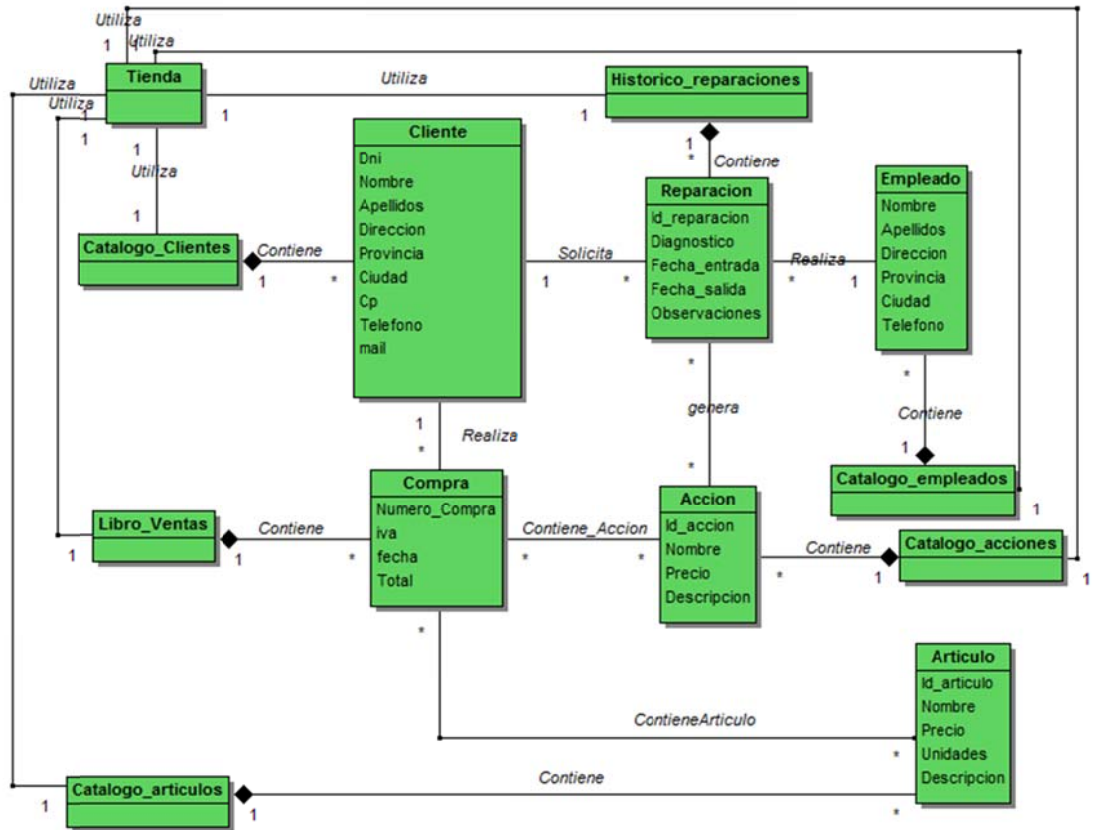 Utiliza
1
1
Utiliza
Tienda
Utiliza
Histórico_reparaciones
Utiliza
Utiliza
1
1
1
1
1
1
Utiliza
1
Cliente
Dni
Nombre
Apellidos
Direccion
Provincia
Ciudad
Cp
Telefono
mail
*
Contiene
Reparacion
Id_reparacion
Diagnostico
Fecha_entrada
Fecha_salida
Observaciones
Empleado
Nombre
Apellidos
Direccion
Provincia
Ciudad
Telefono
Catalogo_Clientes
Contiene
1
*
Solicita
1
*
Realiza
*
1
*
genera
*
*
Contiene
1
Catalogo_empleados
1
1
*
Realiza
Compra
Numero_Compra
iva
fecha
Total
Accion
Id_accion
Nombre
Precio
Descripcion
Libro_Ventas
1
Contiene
1
*
Contiene_Accion
*
*
Contiene
*
1
Catalogo_acciones
1
*
ContieneArticulo
*
Articulo
Id_articulo
Nombre
Precio
Unidades
Descripcion
Catalogo_articulos
1
Contiene
1
*